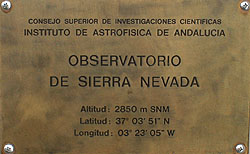 CONSEJO SUPERIOR DE INVESTIGACIONES CIENTIFICAS
INSTITUTO DE ASTROFISICA DE ANDALUCIA
OBSERVATORIO
DE SIERRA NEVADA
Altitud: 2850 m SNM
Latitud: 37° 03' 51" N
Longitud: 03° 23' 05" W